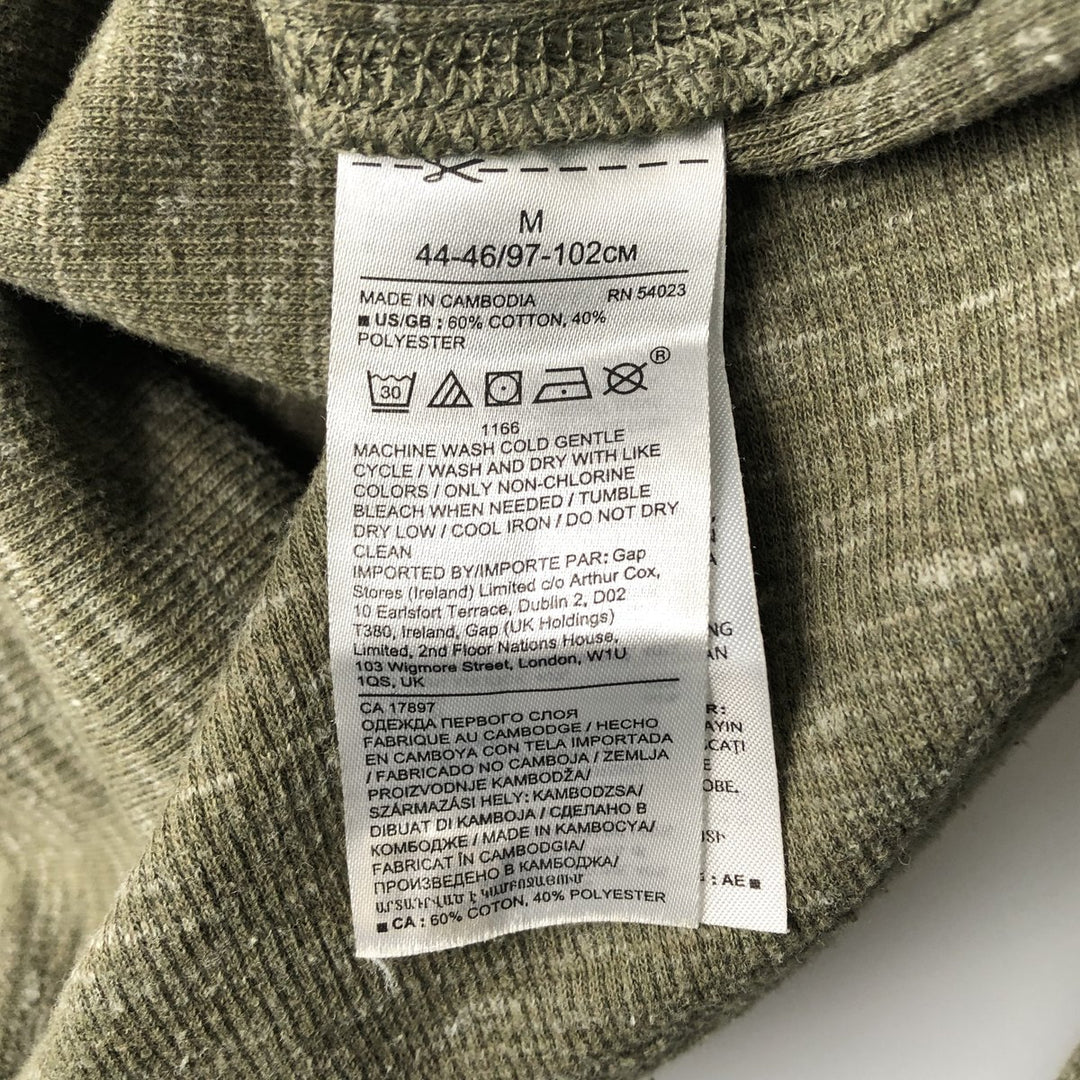 M
44-46/97-102CM
MADE IN CAMBODIA RN 54023
■ US/GB : 60% COTTON, 40%
POLYESTER
30 ®
1166
MACHINE WASH COLD GENTLE
CYCLE / WASH AND DRY WITH LIKE
COLORS / ONLY NON-CHLORINE
BLEACH WHEN NEEDED / TUMBLE
DRY LOW / COOL IRON / DO NOT DRY
CLEAN
IMPORTED BY/IMPORTE PAR: Gap
Stores (Ireland) Limited c/o Arthur Cox,
10 Earlsfort Terrace, Dublin 2, D02
T380, Ireland, Gap (UK Holdings)
Limited, 2nd Floor Nations House,
103 Wigmore Street, London, W1U
1QS, UK
CA 17897
ОДЕЖДА ПЕРВОГО СЛОЯ
FABRIQUE AU CAMBODGE / HECHO
EN CAMBOYA CON TELA IMPORTADA
/ FABRICADO NO CAMBOJA / ZEMLJA
PROIZVODNJE KAMBODŽA/
SZÁRMAZÁSI HELY: KAMBODZSA/
DIBUAT DI KAMBOJA / СДЕЛАНО В
КОМБОДЖЕ / MADE IN KAMBOCYA/
FABRICAT ÎN CAMBODGIA/
ПРОИЗВЕДЕНО В КАМБОДЖА/
ԱՐՏԱԴՐՎԱԾ Է ԿԱՄԲՈՋԱՅՈՒՄ
■ CA : 60% COTON, 40% POLYESTER
: AE ■